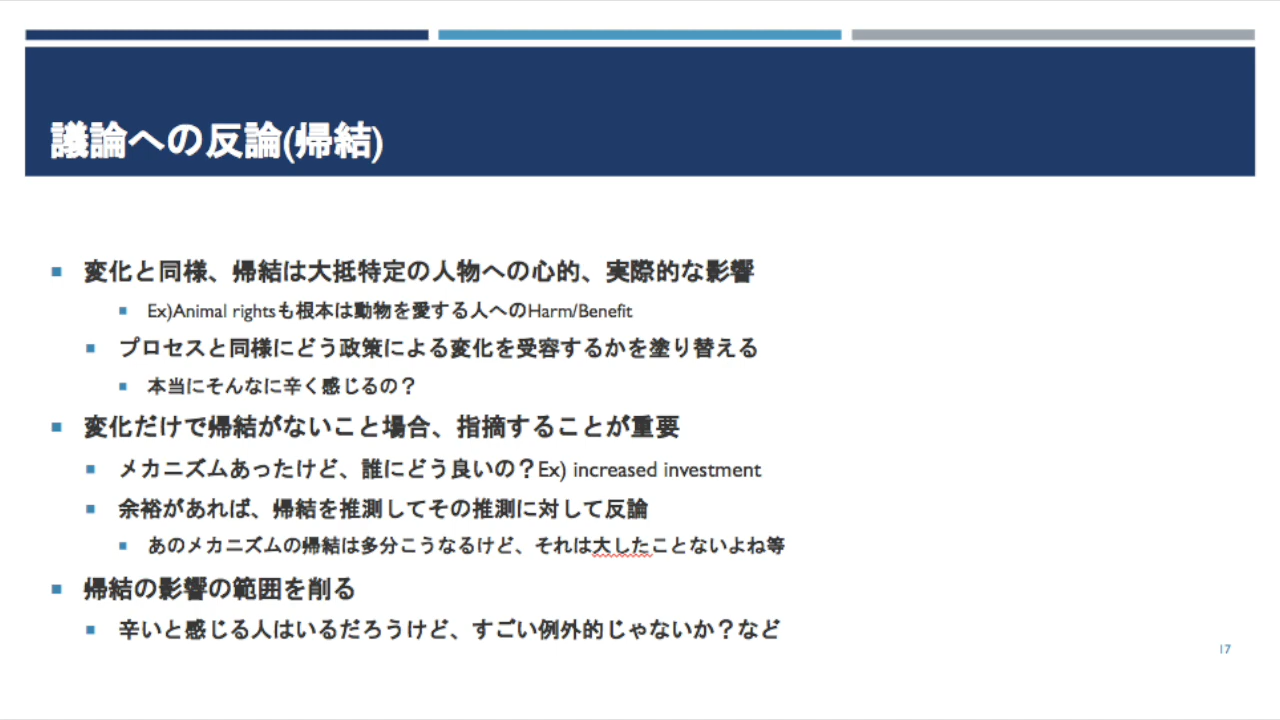 議論への反論(帰結)
変化と同様、帰結は大抵特定の人物への心的、実際的な影響
Ex)Animal rightsも根本は動物を愛する人へのHarm/Benefit
プロセスと同様にどう政策による変化を受容するかを塗り替える
本当にそんなに辛く感じるの？
変化だけで帰結がないこと場合、指摘することが重要
メカニズムあったけど、誰にどう良いの？Ex) increased investment
余裕があれば、帰結を推測してその推測に対して反論
あのメカニズムの帰結は多分こうなるけど、それは大したことないよね等
帰結の影響の範囲を削る
辛いと感じる人はいるだろうけど、すごい例外的じゃないか？など
17